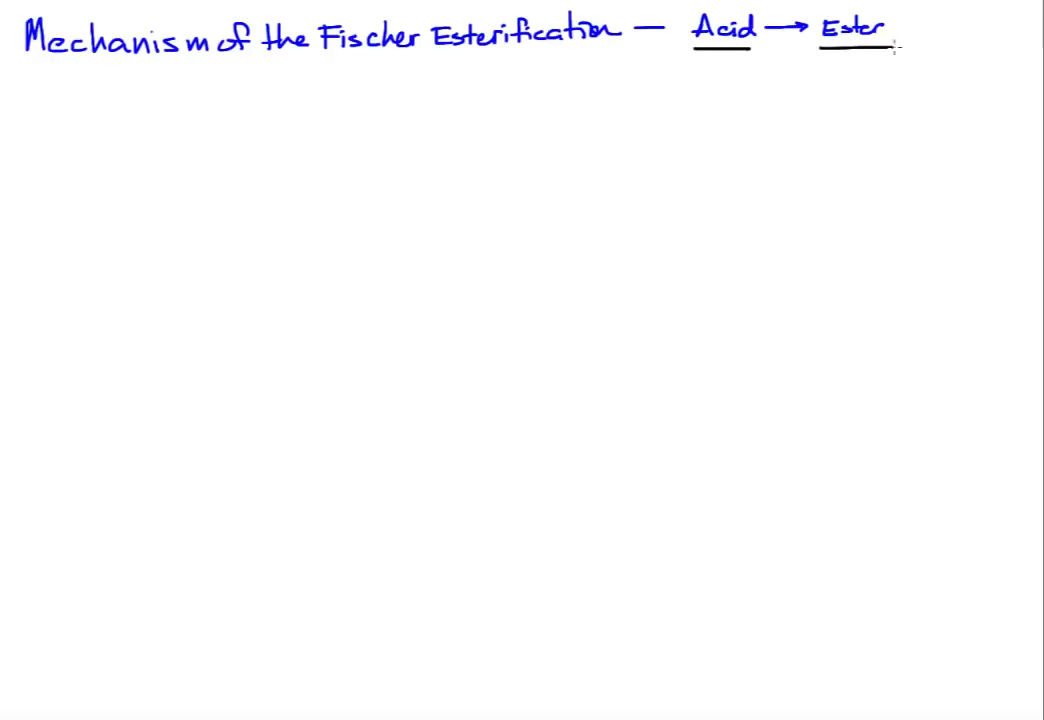 Mechanism of the Fischer Esterification — Acid → Ester